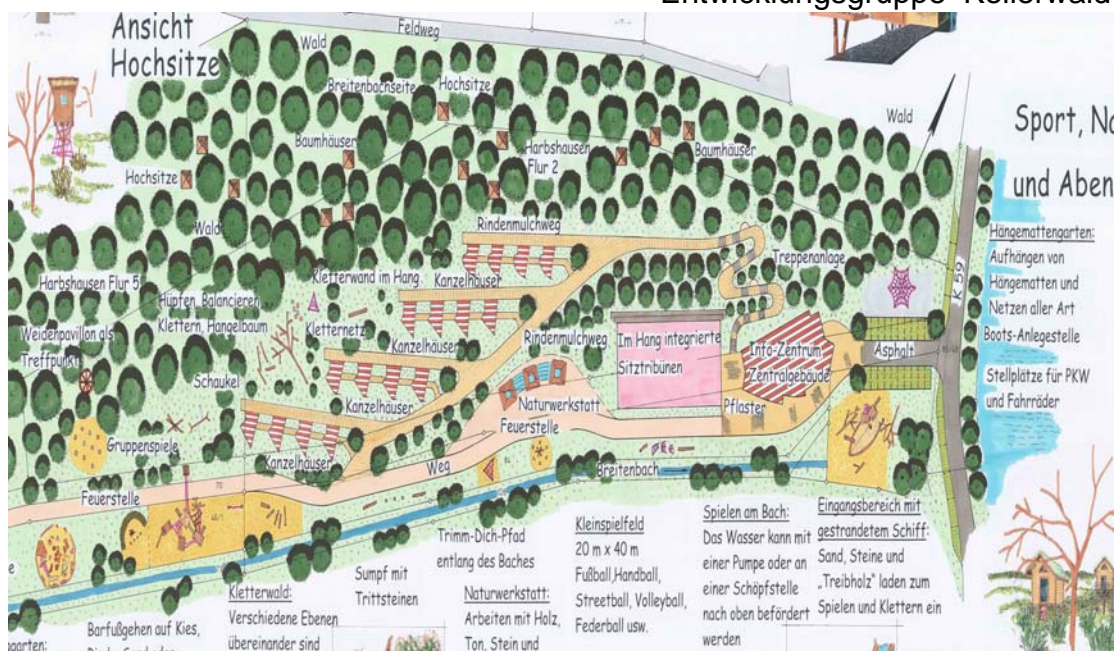 Entwicklungsgruppe
Ansicht
Hochsitze
Feldweg
Wald
Breitenbachseite
Hochsitze
Wald
Sport,
Baumhäuser
Harbshausen
Flur 2
Baumhäuser
Hochsitze
und
Wald
Rindenmulchweg
Hängemattengarten:
Aufhängen von
Hängematten und
Netzen aller Art
Boots-Anlegestelle
Stellplätze für PKW
und Fahrräder
Treppenanlage
K 59
Harbshausen Flur 5
Kletterwand im Hang
Kanzelhäuser
Hüpfen, Balancieren
Klettern, Hangelbaum
Weidenpavillon als
Treffpunkt
Kletternetz
Kanzelhäuser
Rindenmulchweg
Im Hang integrierte
Sitztribünen
Info-Zentrum
Zentralgebäude
Asphalt
Schaukel
Kanzelhäuser
Naturwerkstatt
Pflaster
Feuerstelle
Gruppenspiele
Kanzelhäuser
Weg
Breitenbach
Feuerstelle
Trimm-Dich-Pfad
entlang des Baches
Kleinspielfeld
20 m x 40 m
Fußball,Handball,
Streetball, Volleyball,
Federball usw.
Spielen am Bach:
Das Wasser kann mit
einer Pumpe oder an
einer Schöpfstelle
nach oben befördert
werden
Eingangsbereich mit
gestrandetem Schiff:
Sand, Steine und
„Treibholz" laden zum
Spielen und Klettern ein
Sumpf mit
Trittsteinen
Kletterwald:
Verschiedene Ebenen
übereinander sind
Naturwerkstatt:
Arbeiten mit Holz,
Ton, Stein und
Barfußgehen auf Kies,